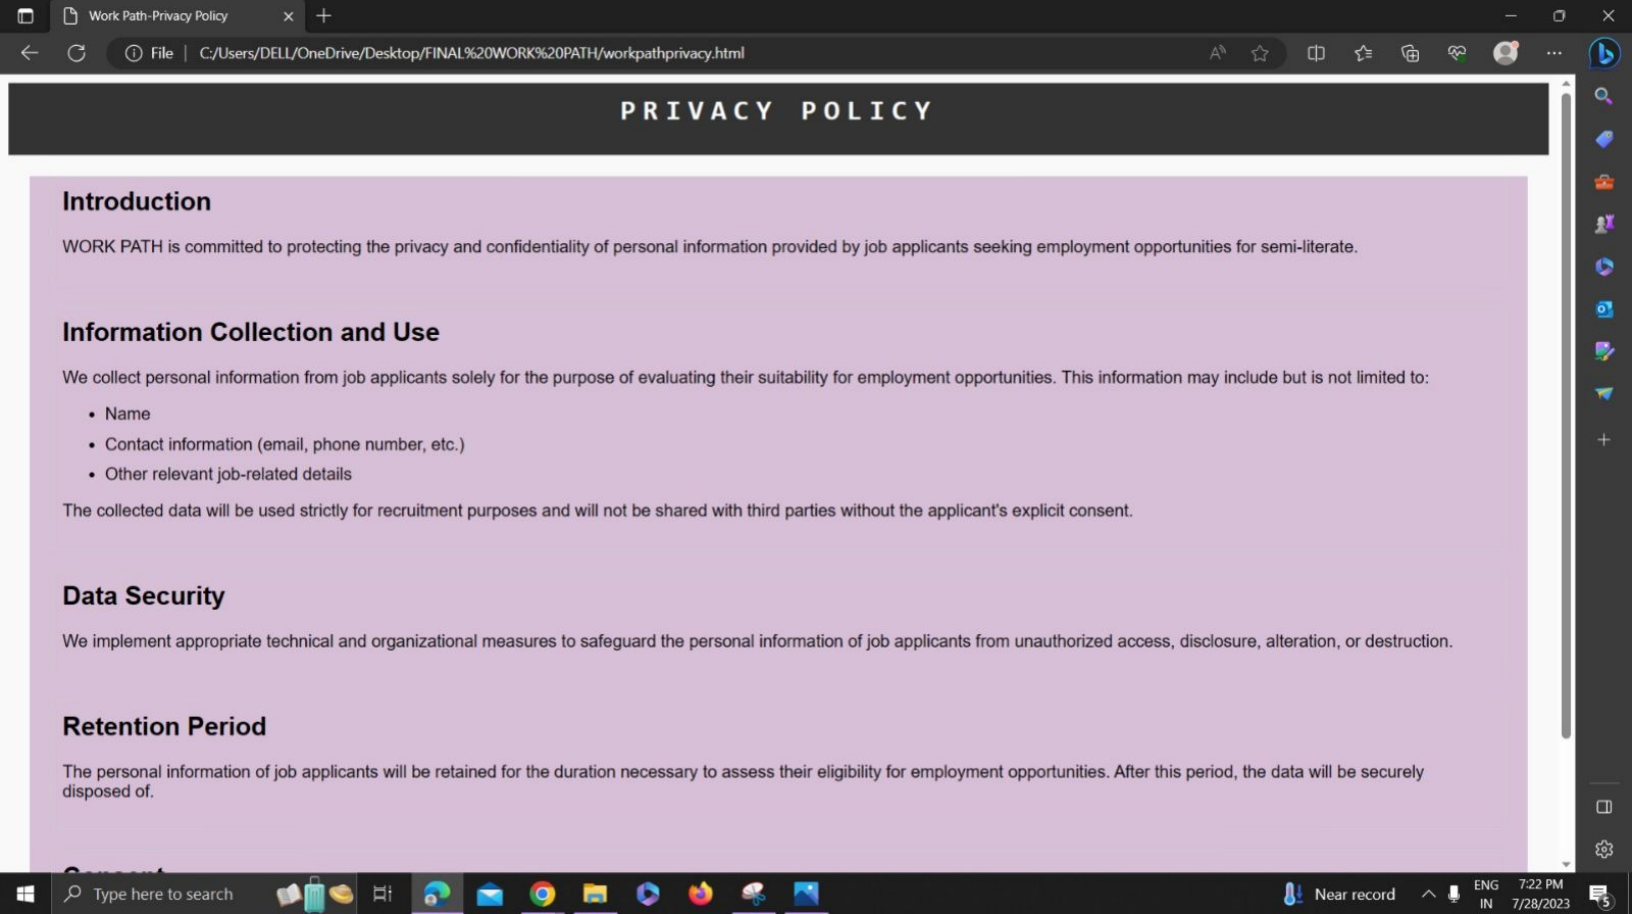 Work Path-Privacy Policy
File | C:/Users/DELL/OneDrive/Desktop/FINAL%20WORK%20PATH/workpathprivacy.html
PRIVACY POLICY
Introduction
WORK PATH is committed to protecting the privacy and confidentiality of personal information provided by job applicants seeking employment opportunities for semi-literate.
Information Collection and Use
We collect personal information from job applicants solely for the purpose of evaluating their suitability for employment opportunities. This information may include but is not limited to:
• Name
• Contact information (email, phone number, etc.)
• Other relevant job-related details
The collected data will be used strictly for recruitment purposes and will not be shared with third parties without the applicant's explicit consent.
Data Security
We implement appropriate technical and organizational measures to safeguard the personal information of job applicants from unauthorized access, disclosure, alteration, or destruction.
Retention Period
The personal information of job applicants will be retained for the duration necessary to assess their eligibility for employment opportunities. After this period, the data will be securely
disposed of.
Consent
Type here to search
Near record
ENG
IN
7:22 PM
7/28/2023
5